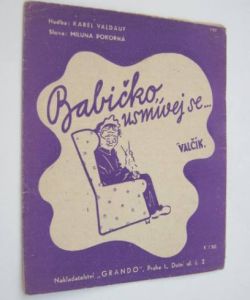 Hudba: KAREL VALDAUF
Slova: MILUNA POKORNÁ
Babičko
usmívej se...
VALČÍK.
Nakladatelství „GRANDO", Praha I., Dušní ul. č. 2